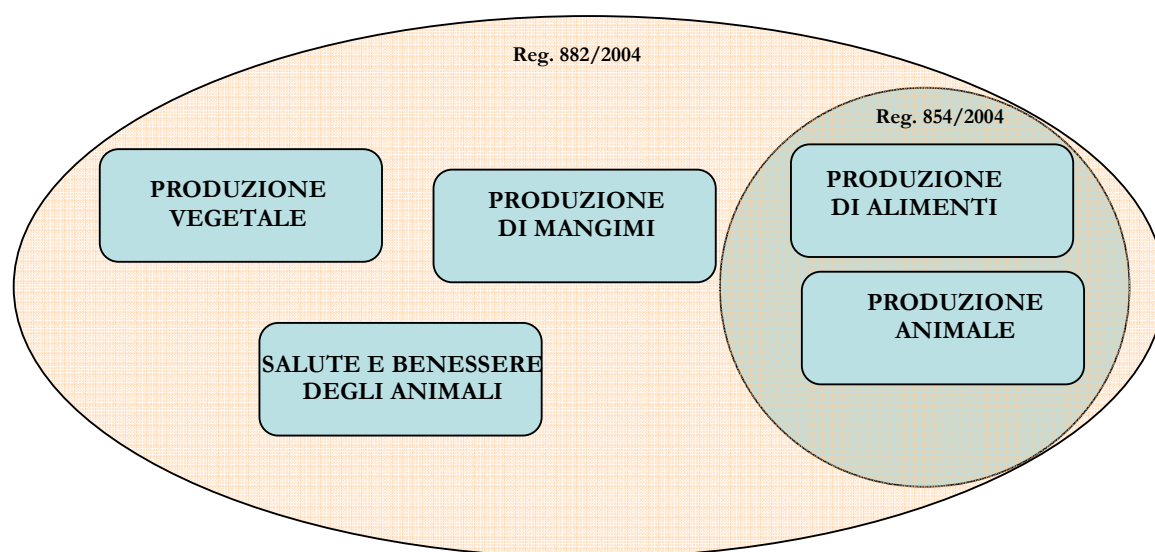 Reg. 882/2004
Reg. 854/2004
PRODUZIONE
VEGETALE
PRODUZIONE
DI MANGIMI
PRODUZIONE
DI ALIMENTI
PRODUZIONE
ANIMALE
SALUTE E BENESSERE
DEGLI ANIMALI